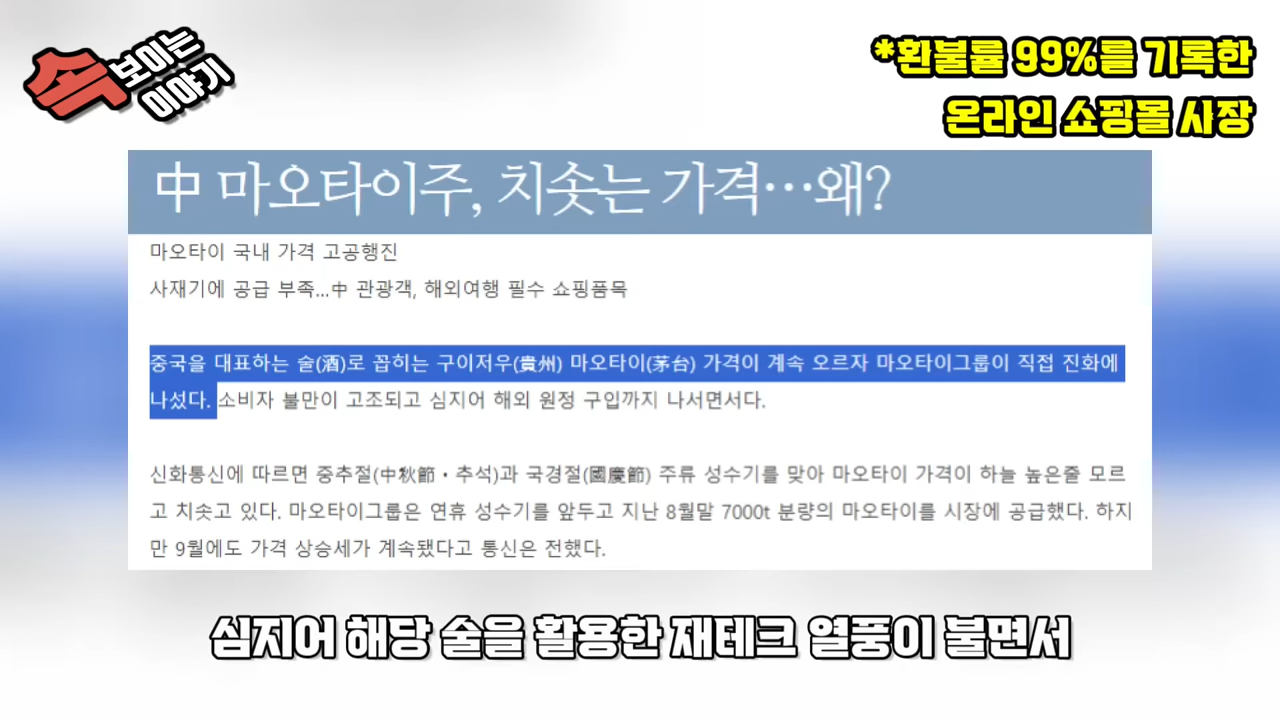 속보이는
이야기
*환불률 99%를 기록한
온라인 쇼핑몰 사장
中 마오타이주, 치솟는 가격…왜?
마오타이 국내 가격 고공행진
사재기에 공급 부족...中 관광객, 해외여행 필수 쇼핑품목
중국을 대표하는 술(酒)로 꼽히는 구이저우(貴州) 마오타이(茅台) 가격이 계속 오르자 마오타이그룹이 직접 진화에
나섰다. 소비자 불만이 고조되고 심지어 해외 원정 구입까지 나서면서다.
신화통신에 따르면 중추절(中秋節·추석)과 국경절(國慶節) 주류 성수기를 맞아 마오타이 가격이 하늘 높은줄 모르
고 치솟고 있다. 마오타이그룹은 연휴 성수기를 앞두고 지난 8월말 7000t 분량의 마오타이를 시장에 공급했다. 하지
만 9월에도 가격 상승세가 계속됐다고 통신은 전했다.
심지어 해당 술을 활용한 재테크 열풍이 불면서